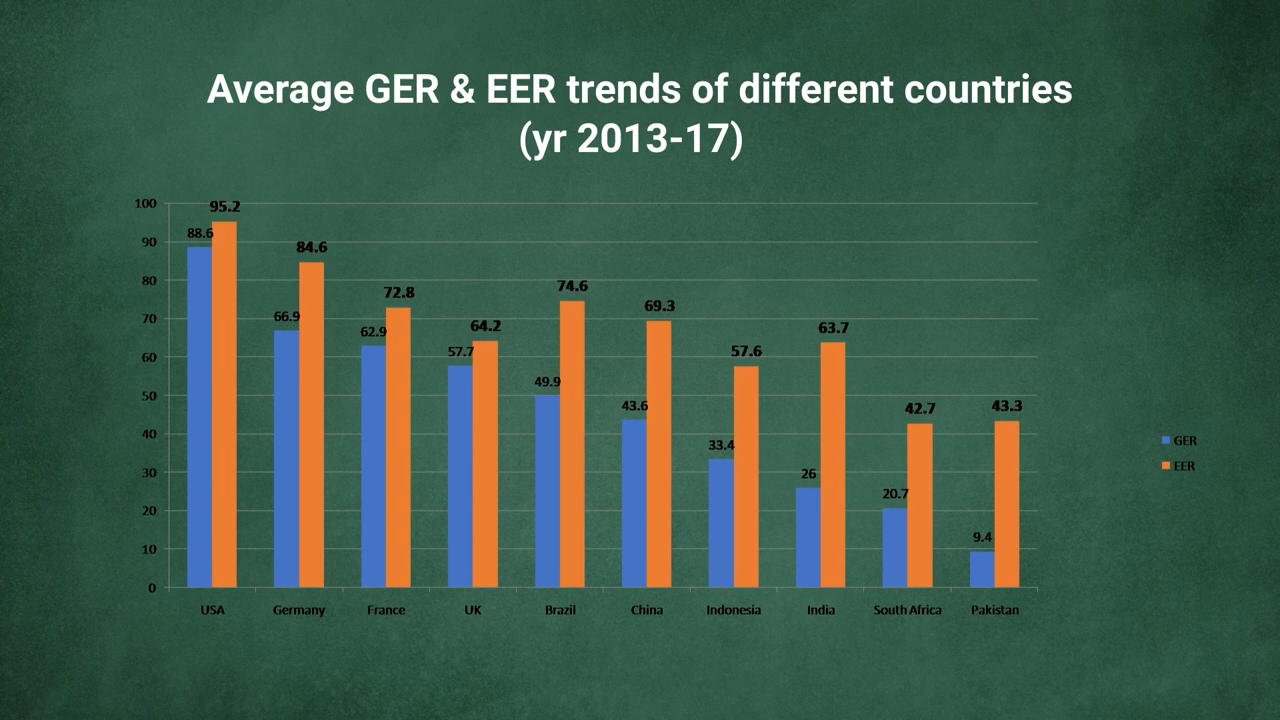 Average GER & EER trends of different countries
(yr 2013-17)
100
90
80
70
60
50
40
30
20
10
0
88.6
95.2
66.9
84.6
62.9
72.8
57.7
64.2
49.9
74.6
43.6
69.3
33.4
57.6
26
63.7
20.7
42.7
9.4
43.3
USA
Germany
France
UK
Brazil
China
Indonesia
India
South Africa
Pakistan
GER
EER